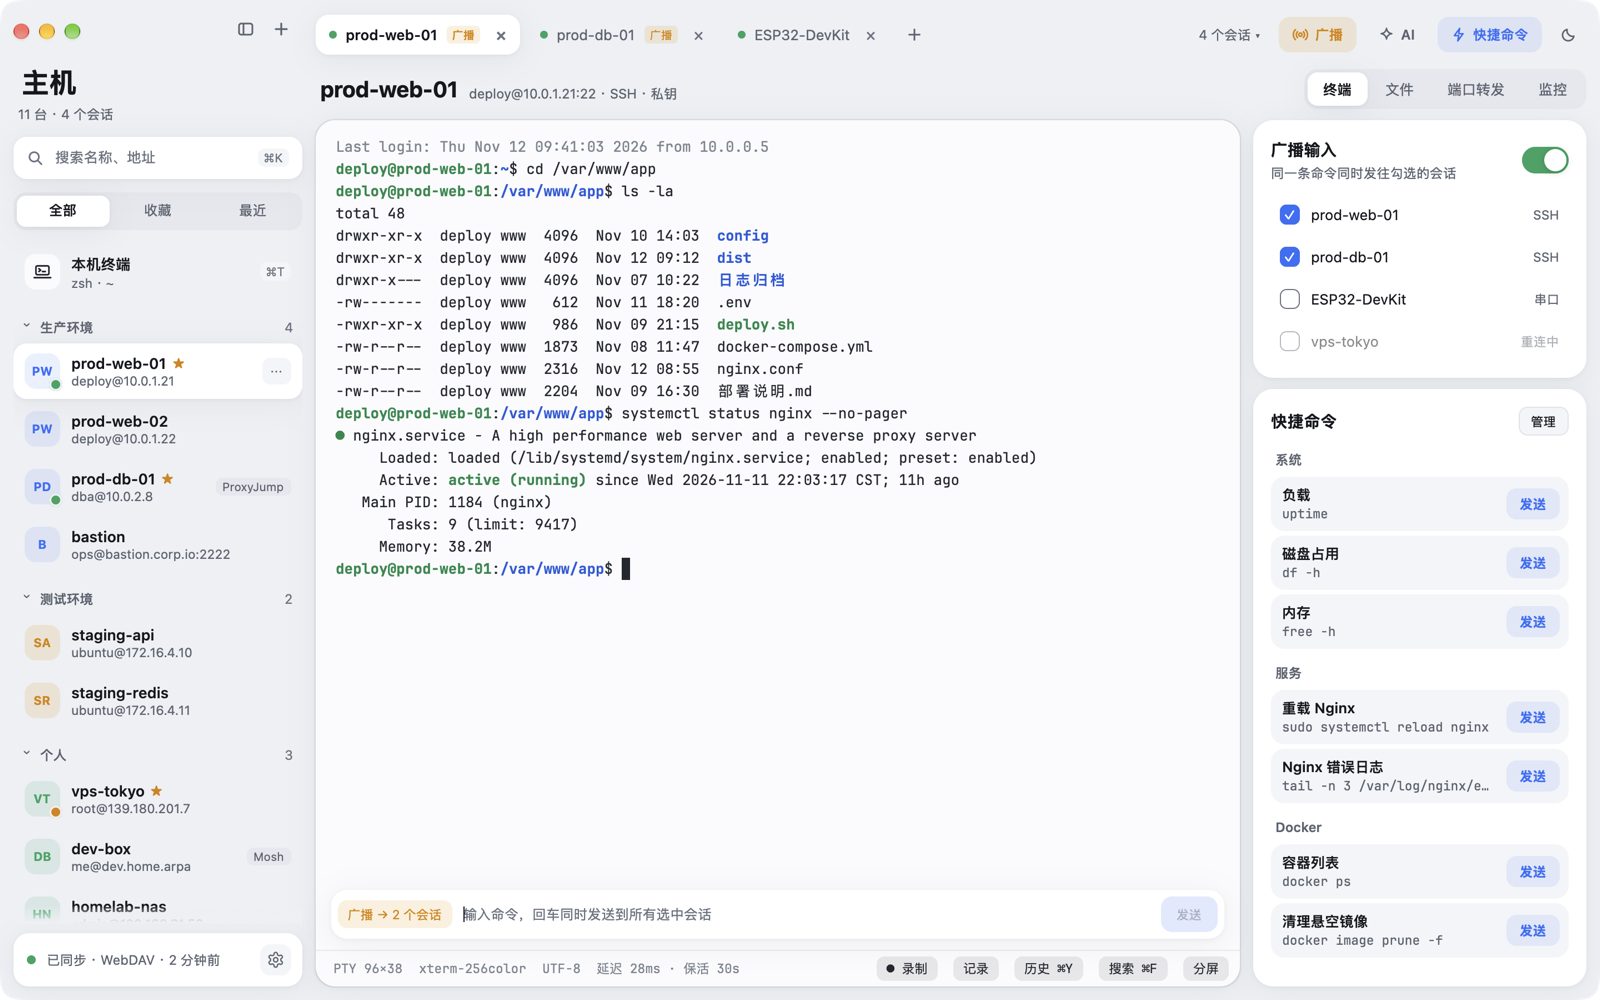 主机
11 台 · 4 个会话
搜索名称、地址 ⌘K
全部 收藏 最近
本机终端
zsh · ~
⌘T
生产环境 4
PW
prod-web-01 ★
deploy@10.0.1.21
···
PW
prod-web-02
deploy@10.0.1.22
PD
prod-db-01 ★
dba@10.0.2.8
ProxyJump
B
bastion
ops@bastion.corp.io:2222
测试环境 2
SA
staging-api
ubuntu@172.16.4.10
SR
staging-redis
ubuntu@172.16.4.11
个人 3
VT
vps-tokyo ★
root@139.180.201.7
DB
dev-box
me@dev.home.arpa
Mosh
HN
homelab-nas
已同步 · WebDAV · 2 分钟前
prod-web-01 广播 ×
prod-db-01 广播 ×
ESP32-DevKit ×
+
4 个会话 ▾
广播
AI
快捷命令
prod-web-01 deploy@10.0.1.21:22 · SSH · 私钥
终端 文件 端口转发 监控
Last login: Thu Nov 12 09:41:03 2026 from 10.0.0.5
deploy@prod-web-01:~$ cd /var/www/app
deploy@prod-web-01:/var/www/app$ ls -la
total 48
drwxr-xr-x  deploy www  4096  Nov 10 14:03  config
drwxr-xr-x  deploy www  4096  Nov 12 09:12  dist
drwxr-x---  deploy www  4096  Nov 07 10:22  日志归档
-rw-------  deploy www   612  Nov 11 18:20  .env
-rwxr-xr-x  deploy www   986  Nov 09 21:15  deploy.sh
-rw-r--r--  deploy www  1873  Nov 08 11:47  docker-compose.yml
-rw-r--r--  deploy www  2316  Nov 12 08:55  nginx.conf
-rw-r--r--  deploy www  2204  Nov 09 16:30  部署说明.md
deploy@prod-web-01:/var/www/app$ systemctl status nginx --no-pager
● nginx.service - A high performance web server and a reverse proxy server
Loaded: loaded (/lib/systemd/system/nginx.service; enabled; preset: enabled)
Active: active (running) since Wed 2026-11-11 22:03:17 CST; 11h ago
Main PID: 1184 (nginx)
Tasks: 9 (limit: 9417)
Memory: 38.2M
deploy@prod-web-01:/var/www/app$
广播 → 2 个会话 输入命令，回车同时发送到所有选中会话 发送
PTY 96×38 xterm-256color UTF-8 延迟 28ms · 保活 30s
● 录制 记录 历史 ⌘Y 搜索 ⌘F 分屏
广播输入
同一条命令同时发往勾选的会话
prod-web-01 SSH
prod-db-01 SSH
ESP32-DevKit 串口
vps-tokyo 重连中
快捷命令 管理
系统
负载
uptime
发送
磁盘占用
df -h
发送
内存
free -h
发送
服务
重载 Nginx
sudo systemctl reload nginx
发送
Nginx 错误日志
tail -n 3 /var/log/nginx/e…
发送
Docker
容器列表
docker ps
发送
清理悬空镜像
docker image prune -f
发送